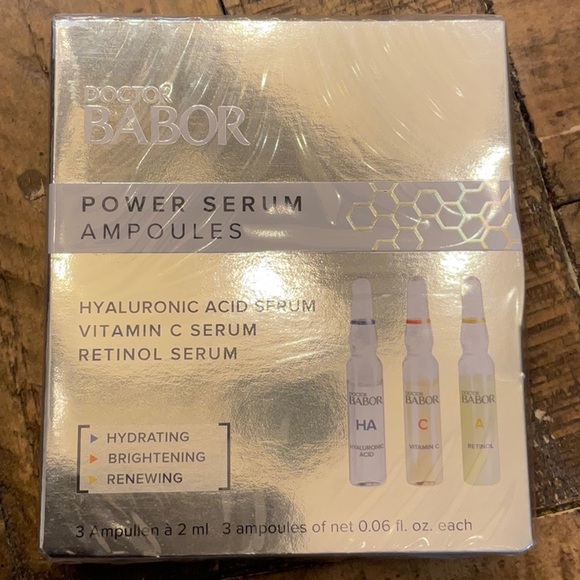 DOCTOR
BABOR
POWER SERUM
AMPOULES
HYALURONIC ACID SERUM
VITAMIN C SERUM
RETINOL SERUM
DOCTOR
BABOR
HA
HYALURONIC
ACID
DOCTOR
BABOR
C
VITAMIN C
DOCTOR
BABOR
A
RETINOL
HYDRATING
BRIGHTENING
RENEWING
3 Ampullen à 2 ml 3 ampoules of net 0.06 fl. oz. each